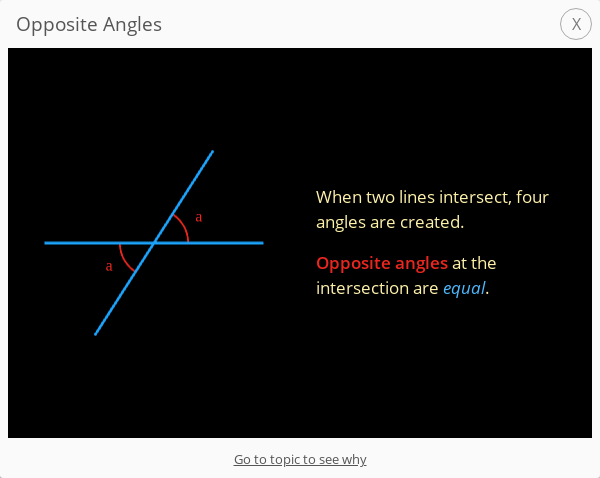 Opposite Angles
X
a
a
When two lines intersect, four
angles are created.
Opposite angles at the
intersection are equal.
Go to topic to see why